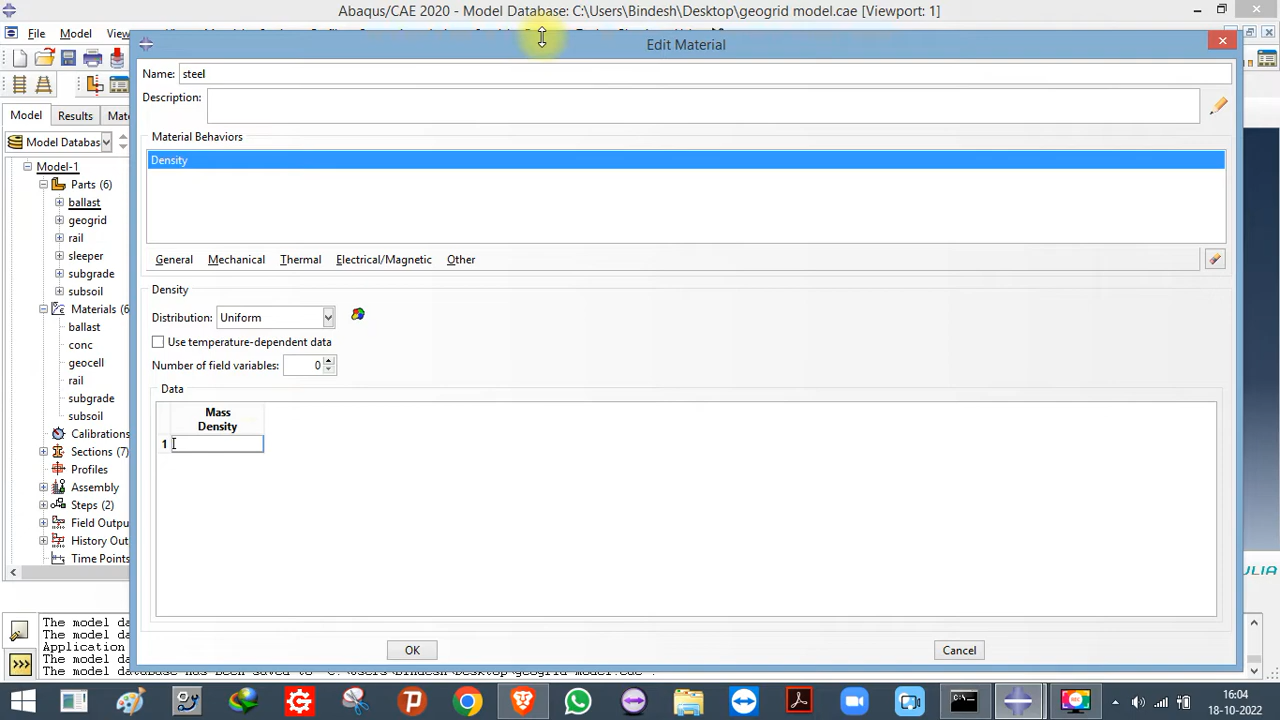 Abaqus/CAE 2020 - Model Database: C:\Users\Bindesh\Desktop\geogrid model.cae [Viewport: 1]
File Model
Edit Material
Name: steel
Description:
Model Results
Material Behaviors
Density
Model Databas
Model-1
Parts (6)
ballast
geogrid
rail
sleeper
subgrade
subsoil
Materials (6
ballast
conc
geocell
rail
subgrade
subsoil
Calibrations
Sections (7)
Profiles
Assembly
Steps (2)
Field Outpu
History Out
Time Points
General Mechanical Thermal Electrical/Magnetic Other
Density
Distribution: Uniform
Use temperature-dependent data
Number of field variables: 0
Data
Mass
Density
1
OK Cancel
The model da
The model da
Application
The model da
16:04
18-10-2022